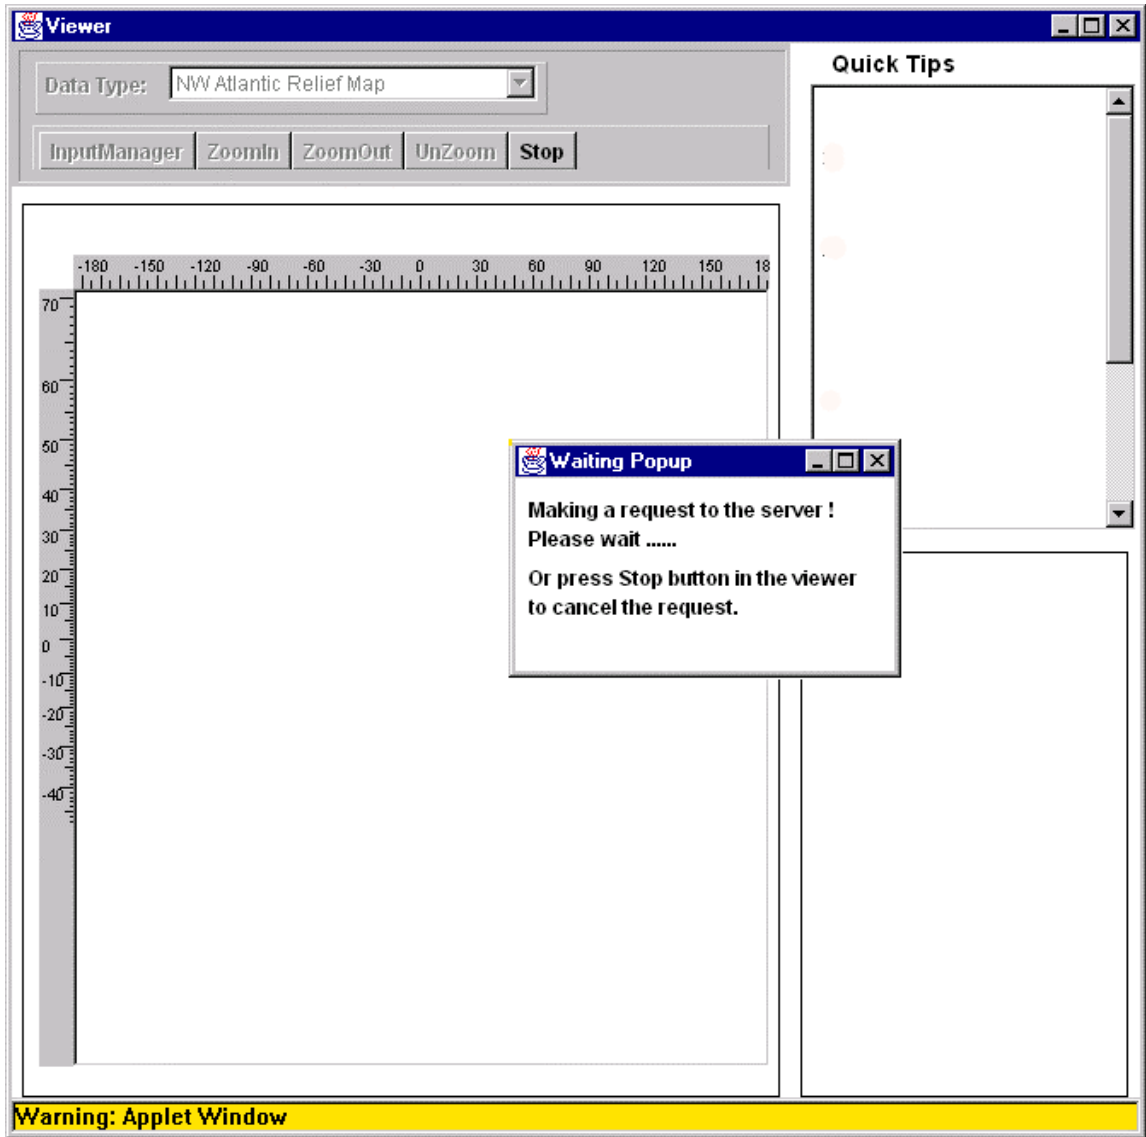 Viewer
Data Type: NW Atlantic Relief Map
InputManager ZoomIn ZoomOut UnZoom Stop
Quick Tips
-180 -150 -120 -90 -60 -30 0 30 60 90 120 150 18
70
60
50
40
30
20
10
0
-10
-20
-30
-40
Waiting Popup
Making a request to the server !
Please wait ......
Or press Stop button in the viewer
to cancel the request.
Warning: Applet Window